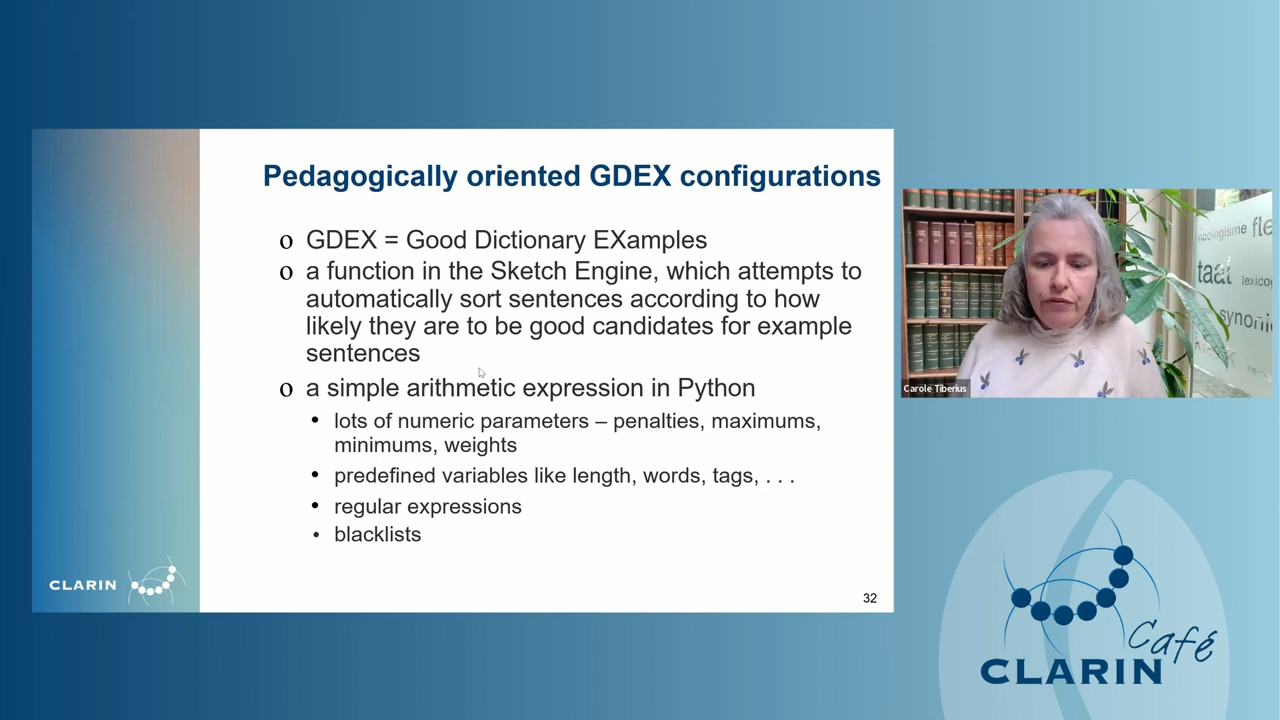 Pedagogically oriented GDEX configurations
o GDEX = Good Dictionary EXamples
o a function in the Sketch Engine, which attempts to
automatically sort sentences according to how
likely they are to be good candidates for example
sentences
o a simple arithmetic expression in Python
• lots of numeric parameters – penalties, maximums,
minimums, weights
• predefined variables like length, words, tags, . . .
• regular expressions
• blacklists
CLARIN
32
taal
Carole Tiberius
Café
CLARIN